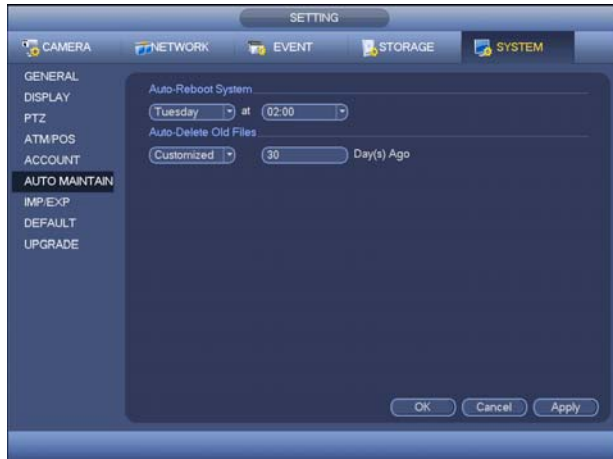 SETTING
CAMERA NETWORK EVENT STORAGE SYSTEM
GENERAL
DISPLAY
PTZ
ATM/POS
ACCOUNT
AUTO MAINTAIN
IMP/EXP
DEFAULT
UPGRADE
Auto-Reboot System
Tuesday at 02:00
Auto-Delete Old Files
Customized 30 Day(s) Ago
OK Cancel Apply